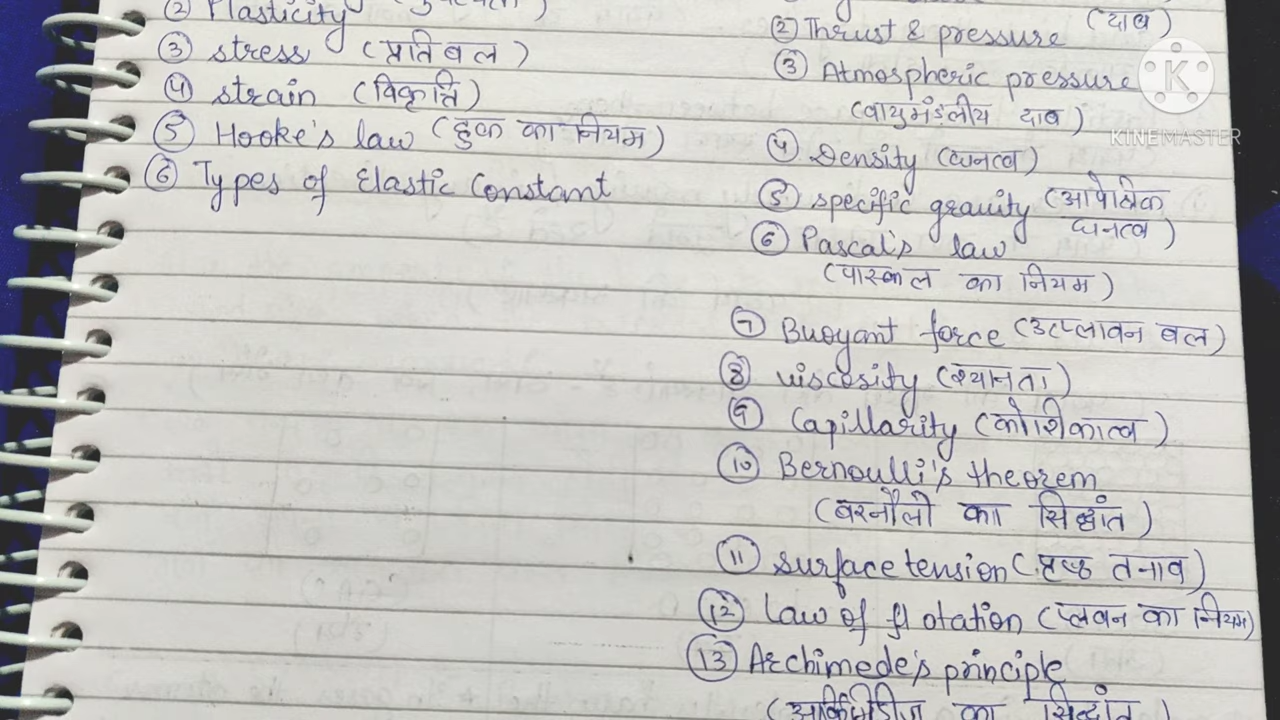 ② Plasticity
③ stress (प्रतिबल)
④ strain (विकृति)
⑤ Hooke's law (हुक का नियम)
⑥ Types of Elastic Constant
(दाब)
② Thrust & pressure
③ Atmospheric pressure
(वायुमंडलीय दाब)
④ Density (घनत्व)
⑤ specific gravity (आपेक्षिक
घनत्व)
⑥ Pascal's law
(पास्कल का नियम)
⑦ Buoyant force (उत्प्लावन बल)
⑧ viscosity (श्यानता)
⑨ Capillarity (कोशिकात्व)
⑩ Bernoulli's theorem
(बरनौली का सिद्धांत)
⑪ surface tension (पृष्ठ तनाव)
⑫ Law of flotation (प्लवन का नियम)
⑬ Archimede's principle
का सिद्धांत)
K
KINEMASTER